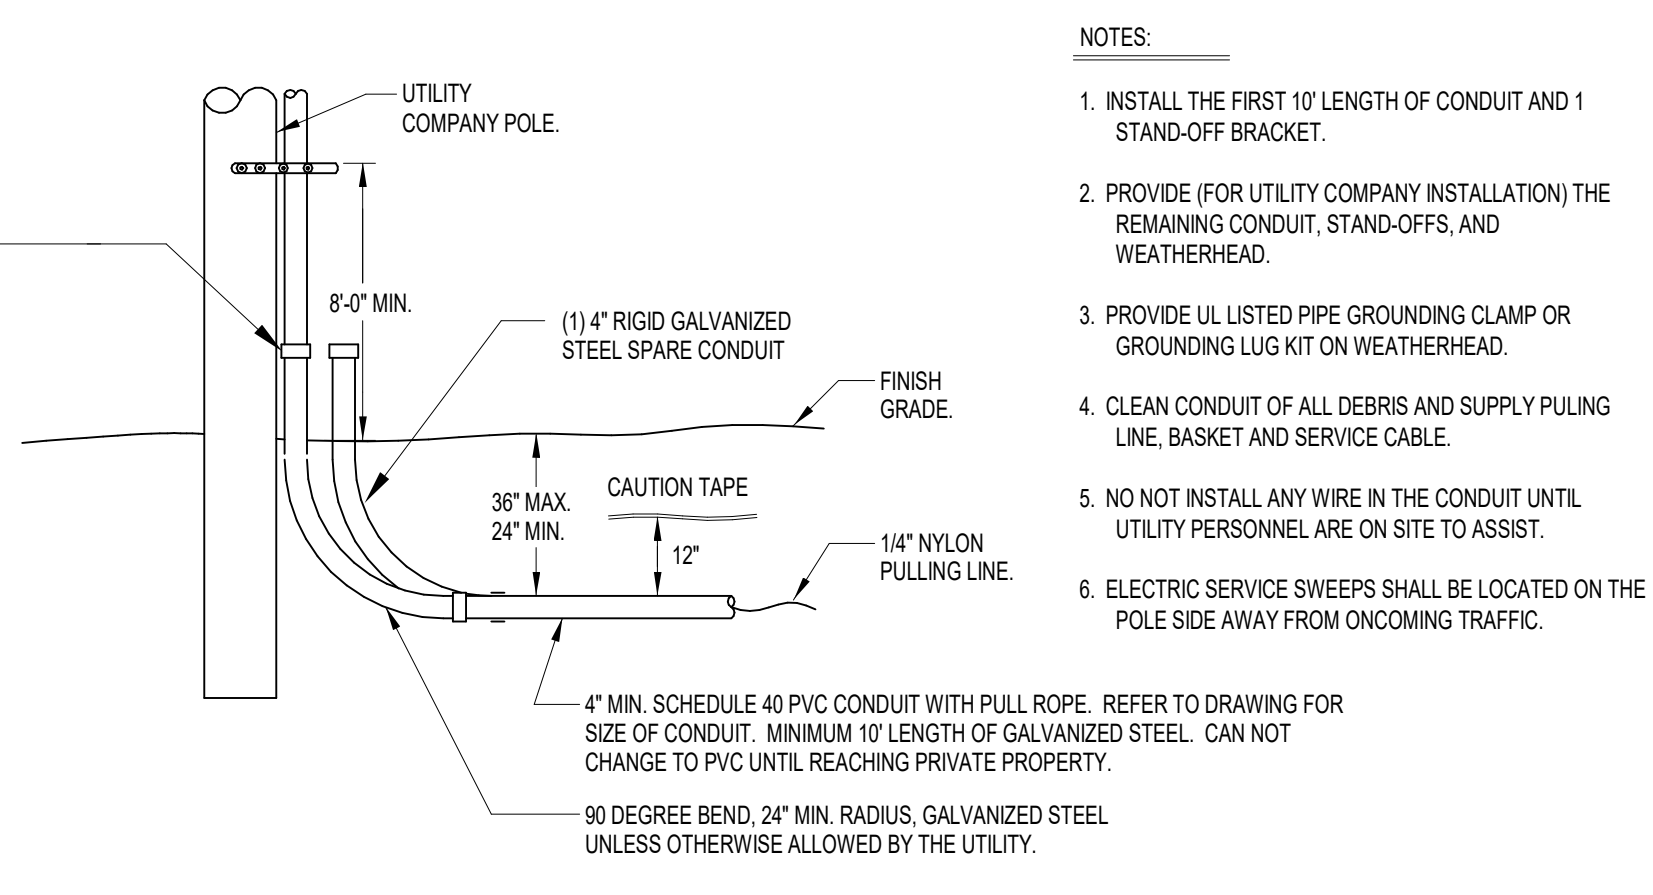 UTILITY
COMPANY POLE.
8'-0" MIN.
(1) 4" RIGID GALVANIZED
STEEL SPARE CONDUIT
FINISH
GRADE.
36" MAX.
24" MIN.
CAUTION TAPE
12"
1/4" NYLON
PULLING LINE.
4" MIN. SCHEDULE 40 PVC CONDUIT WITH PULL ROPE. REFER TO DRAWING FOR
SIZE OF CONDUIT. MINIMUM 10' LENGTH OF GALVANIZED STEEL. CAN NOT
CHANGE TO PVC UNTIL REACHING PRIVATE PROPERTY.
90 DEGREE BEND, 24" MIN. RADIUS, GALVANIZED STEEL
UNLESS OTHERWISE ALLOWED BY THE UTILITY.
NOTES:
1. INSTALL THE FIRST 10' LENGTH OF CONDUIT AND 1
STAND-OFF BRACKET.
2. PROVIDE (FOR UTILITY COMPANY INSTALLATION) THE
REMAINING CONDUIT, STAND-OFFS, AND
WEATHERHEAD.
3. PROVIDE UL LISTED PIPE GROUNDING CLAMP OR
GROUNDING LUG KIT ON WEATHERHEAD.
4. CLEAN CONDUIT OF ALL DEBRIS AND SUPPLY PULING
LINE, BASKET AND SERVICE CABLE.
5. NO NOT INSTALL ANY WIRE IN THE CONDUIT UNTIL
UTILITY PERSONNEL ARE ON SITE TO ASSIST.
6. ELECTRIC SERVICE SWEEPS SHALL BE LOCATED ON THE
POLE SIDE AWAY FROM ONCOMING TRAFFIC.